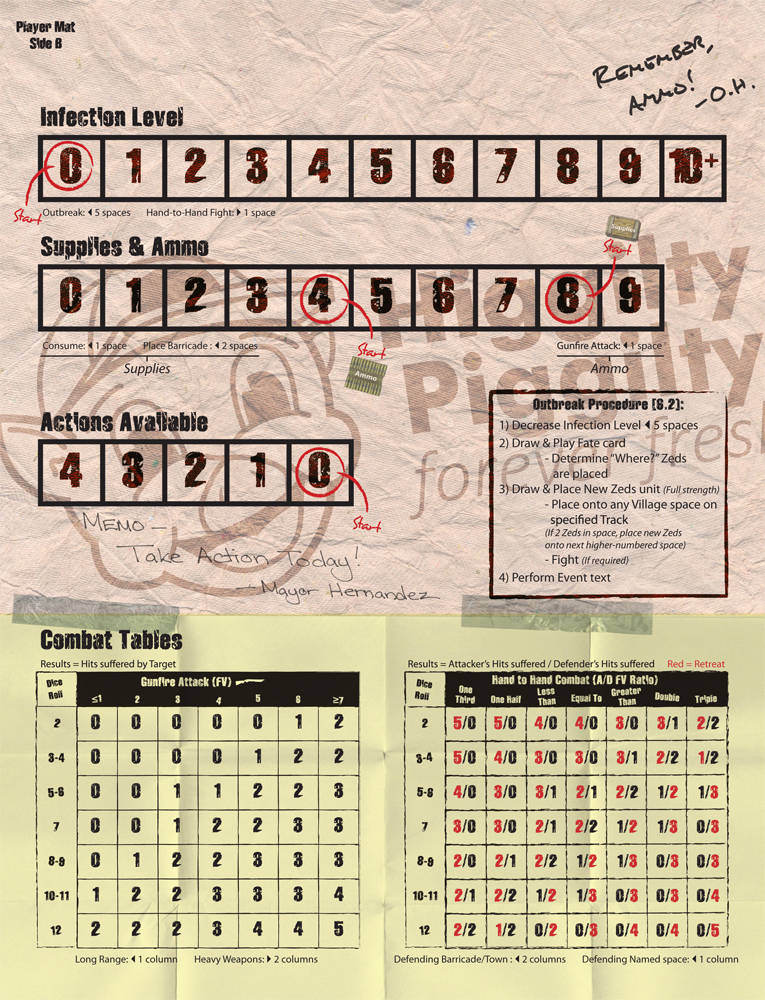 Player Mat
Side B
REMEMBER,
AMMO!
-O.H.
Infection Level
0 1 2 3 4 5 6 7 8 9 10+
Start
Outbreak: ◀ 5 spaces Hand-to-Hand Fight: ▶ 1 space
Supplies
Start
Supplies & Ammo
0 1 2 3 4 5 6 7 8 9
Consume: ◀ 1 space Place Barricade : ◀ 2 spaces
Supplies
Start
Ammo
Gunfire Attack: ◀ 1 space
Ammo
Higgilty
Piggilty
forever fresh
Actions Available
4 3 2 1 0
Start
MEMO –
Take Action Today!
- Mayor Hernandez
Outbreak Procedure [6.2]:
1) Decrease Infection Level ◀ 5 spaces
2) Draw & Play Fate card
- Determine “Where?” Zeds
are placed
3) Draw & Place New Zeds unit (Full strength)
- Place onto any Village space on
specified Track
(If 2 Zeds in space, place new Zeds
onto next higher-numbered space)
- Fight (If required)
4) Perform Event text
Combat Tables
Results = Hits suffered by Target
Dice Roll Gunfire Attack (FV)
≤1 2 3 4 5 6 ≥7
2 0 0 0 0 0 1 2
3-4 0 0 0 0 1 2 2
5-6 0 0 1 1 2 2 3
7 0 0 1 2 2 3 3
8-9 0 1 2 2 3 3 3
10-11 1 2 2 3 3 3 4
12 2 2 2 3 4 4 5
Long Range: ◀ 1 column Heavy Weapons: ▶ 2 columns
Results = Attacker's Hits suffered / Defender's Hits suffered Red = Retreat
Dice Roll Hand to Hand Combat (A/D FV Ratio)
One Third One Half Less Than Equal To Greater Than Double Triple
2 5/0 5/0 4/0 4/0 3/0 3/1 2/2
3-4 5/0 4/0 3/0 3/0 3/1 2/2 1/2
5-6 4/0 3/0 3/1 2/1 2/2 1/2 1/3
7 3/0 3/0 2/1 2/2 1/2 1/3 0/3
8-9 2/0 2/1 2/2 1/2 1/3 0/3 0/3
10-11 2/1 2/2 1/2 1/3 0/3 0/3 0/4
12 2/2 1/2 0/2 0/3 0/4 0/4 0/5
Defending Barricade/Town : ◀ 2 columns Defending Named space: ◀ 1 column